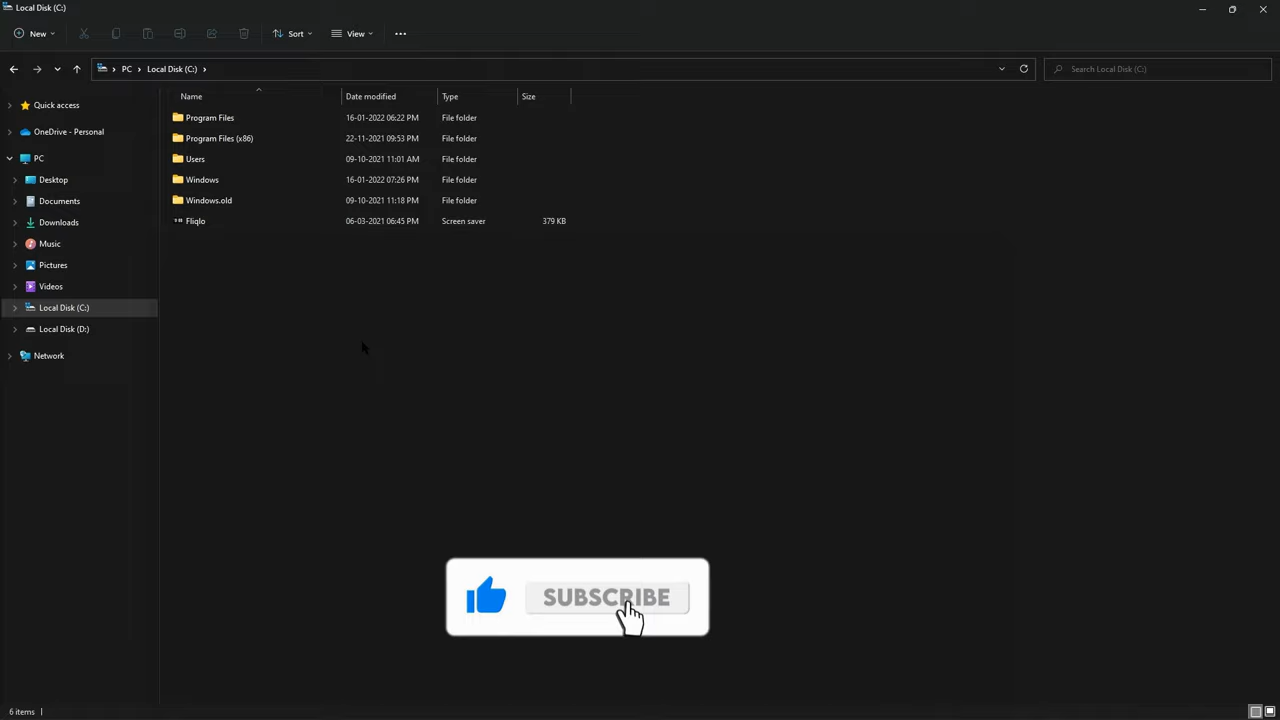 Local Disk (C:)
New
Sort
View
PC
Local Disk (C:)
Search Local Disk (C:)
Name
Date modified
Type
Size
Quick access
OneDrive - Personal
PC
Desktop
Documents
Downloads
Music
Pictures
Videos
Local Disk (C:)
Local Disk (D:)
Network
Program Files 16-01-2022 06:22 PM File folder
Program Files (x86) 22-11-2021 09:53 PM File folder
Users 09-10-2021 11:01 AM File folder
Windows 16-01-2022 07:26 PM File folder
Windows.old 09-10-2021 11:18 PM File folder
Fliqlo 06-03-2021 06:45 PM Screen saver 379 KB
SUBSCRIBE
6 items